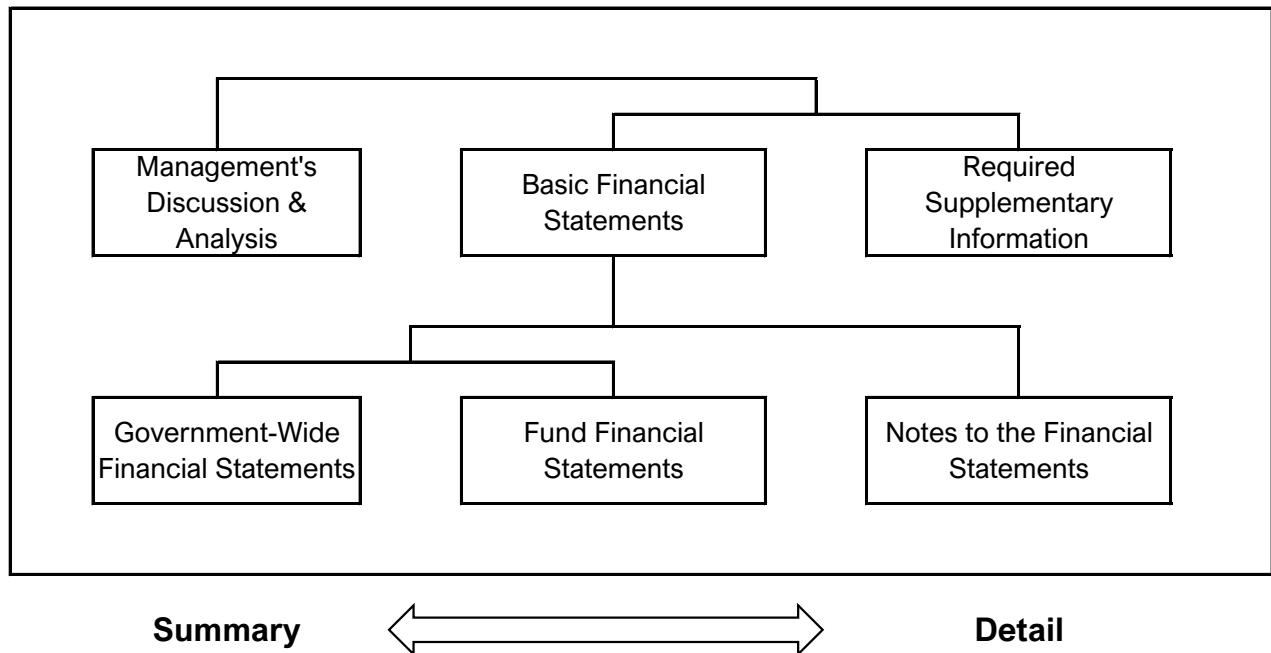 Management's
Discussion &
Analysis
Basic Financial
Statements
Required
Supplementary
Information
Government-Wide
Financial Statements
Fund Financial
Statements
Notes to the Financial
Statements
Summary
Detail